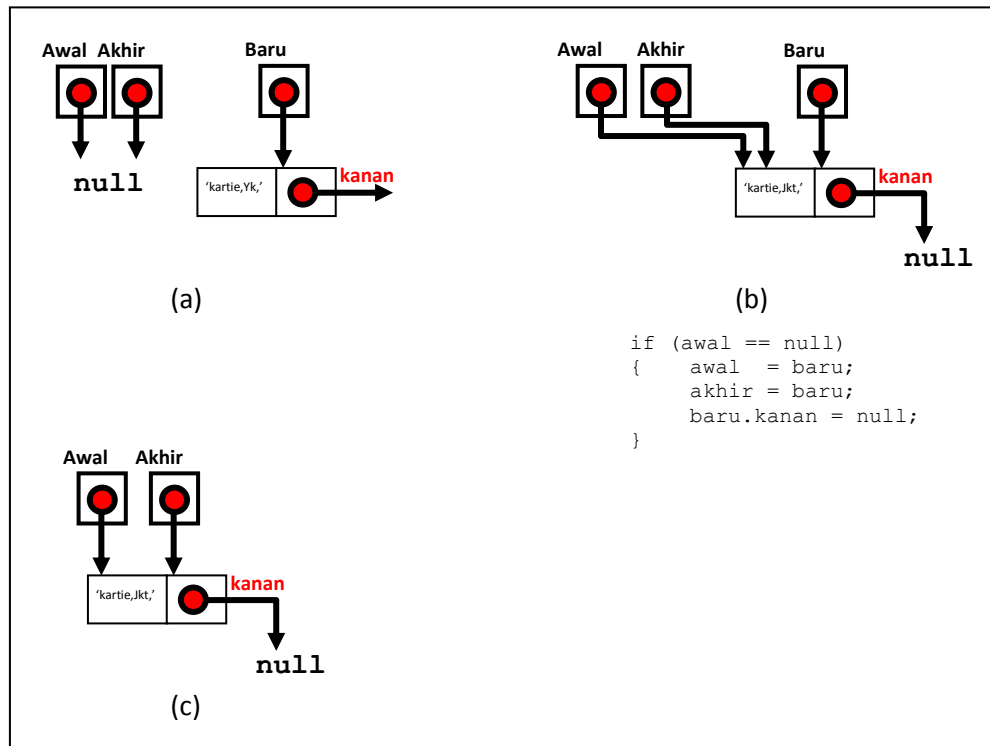 Awal Akhir Baru
null
‘kartie,Yk,’ kanan
(a)
Awal Akhir Baru
‘kartie,Jkt,’ kanan
null
(b)
if (awal == null)
{ awal = baru;
akhir = baru;
baru.kanan = null;
}
Awal Akhir
‘kartie,Jkt,’ kanan
null
(c)